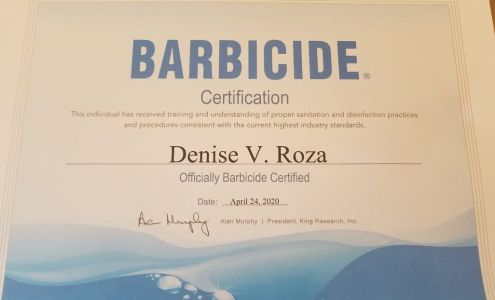 BARBICIDE®
Certification
This individual has received training and understanding of proper sanitation and disinfection practices
and procedures consistent with the current highest industry standards.
Denise V. Roza
Officially Barbicide Certified
Date: April 24, 2020
Alan Murphy Alan Murphy | President, King Research, Inc.